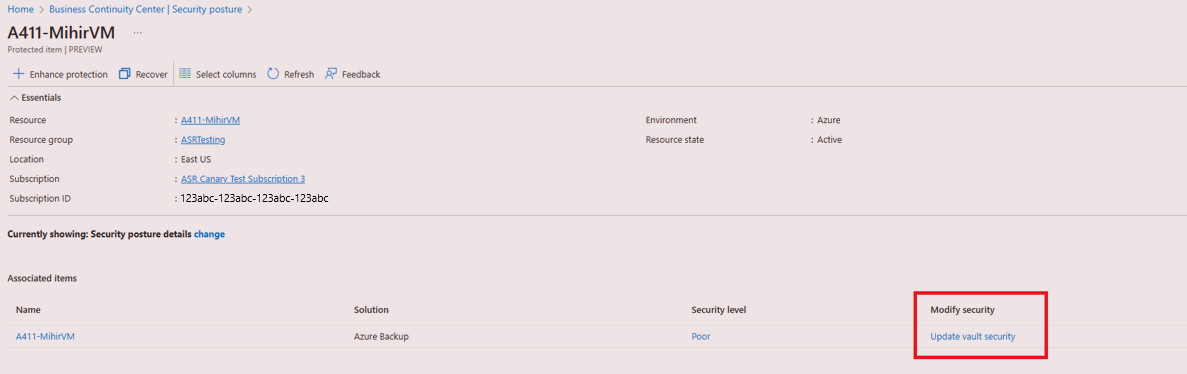 Home > Business Continuity Center | Security posture >
A411-MihirVM ...
Protected item | PREVIEW
Enhance protection Recover Select columns Refresh Feedback
Essentials
Resource : A411-MihirVM Environment : Azure
Resource group : ASRTesting Resource state : Active
Location : East US
Subscription : ASR Canary Test Subscription 3
Subscription ID : 123abc-123abc-123abc-123abc
Currently showing: Security posture details change
Associated items
Name Solution Security level Modify security
A411-MihirVM Azure Backup Poor Update vault security